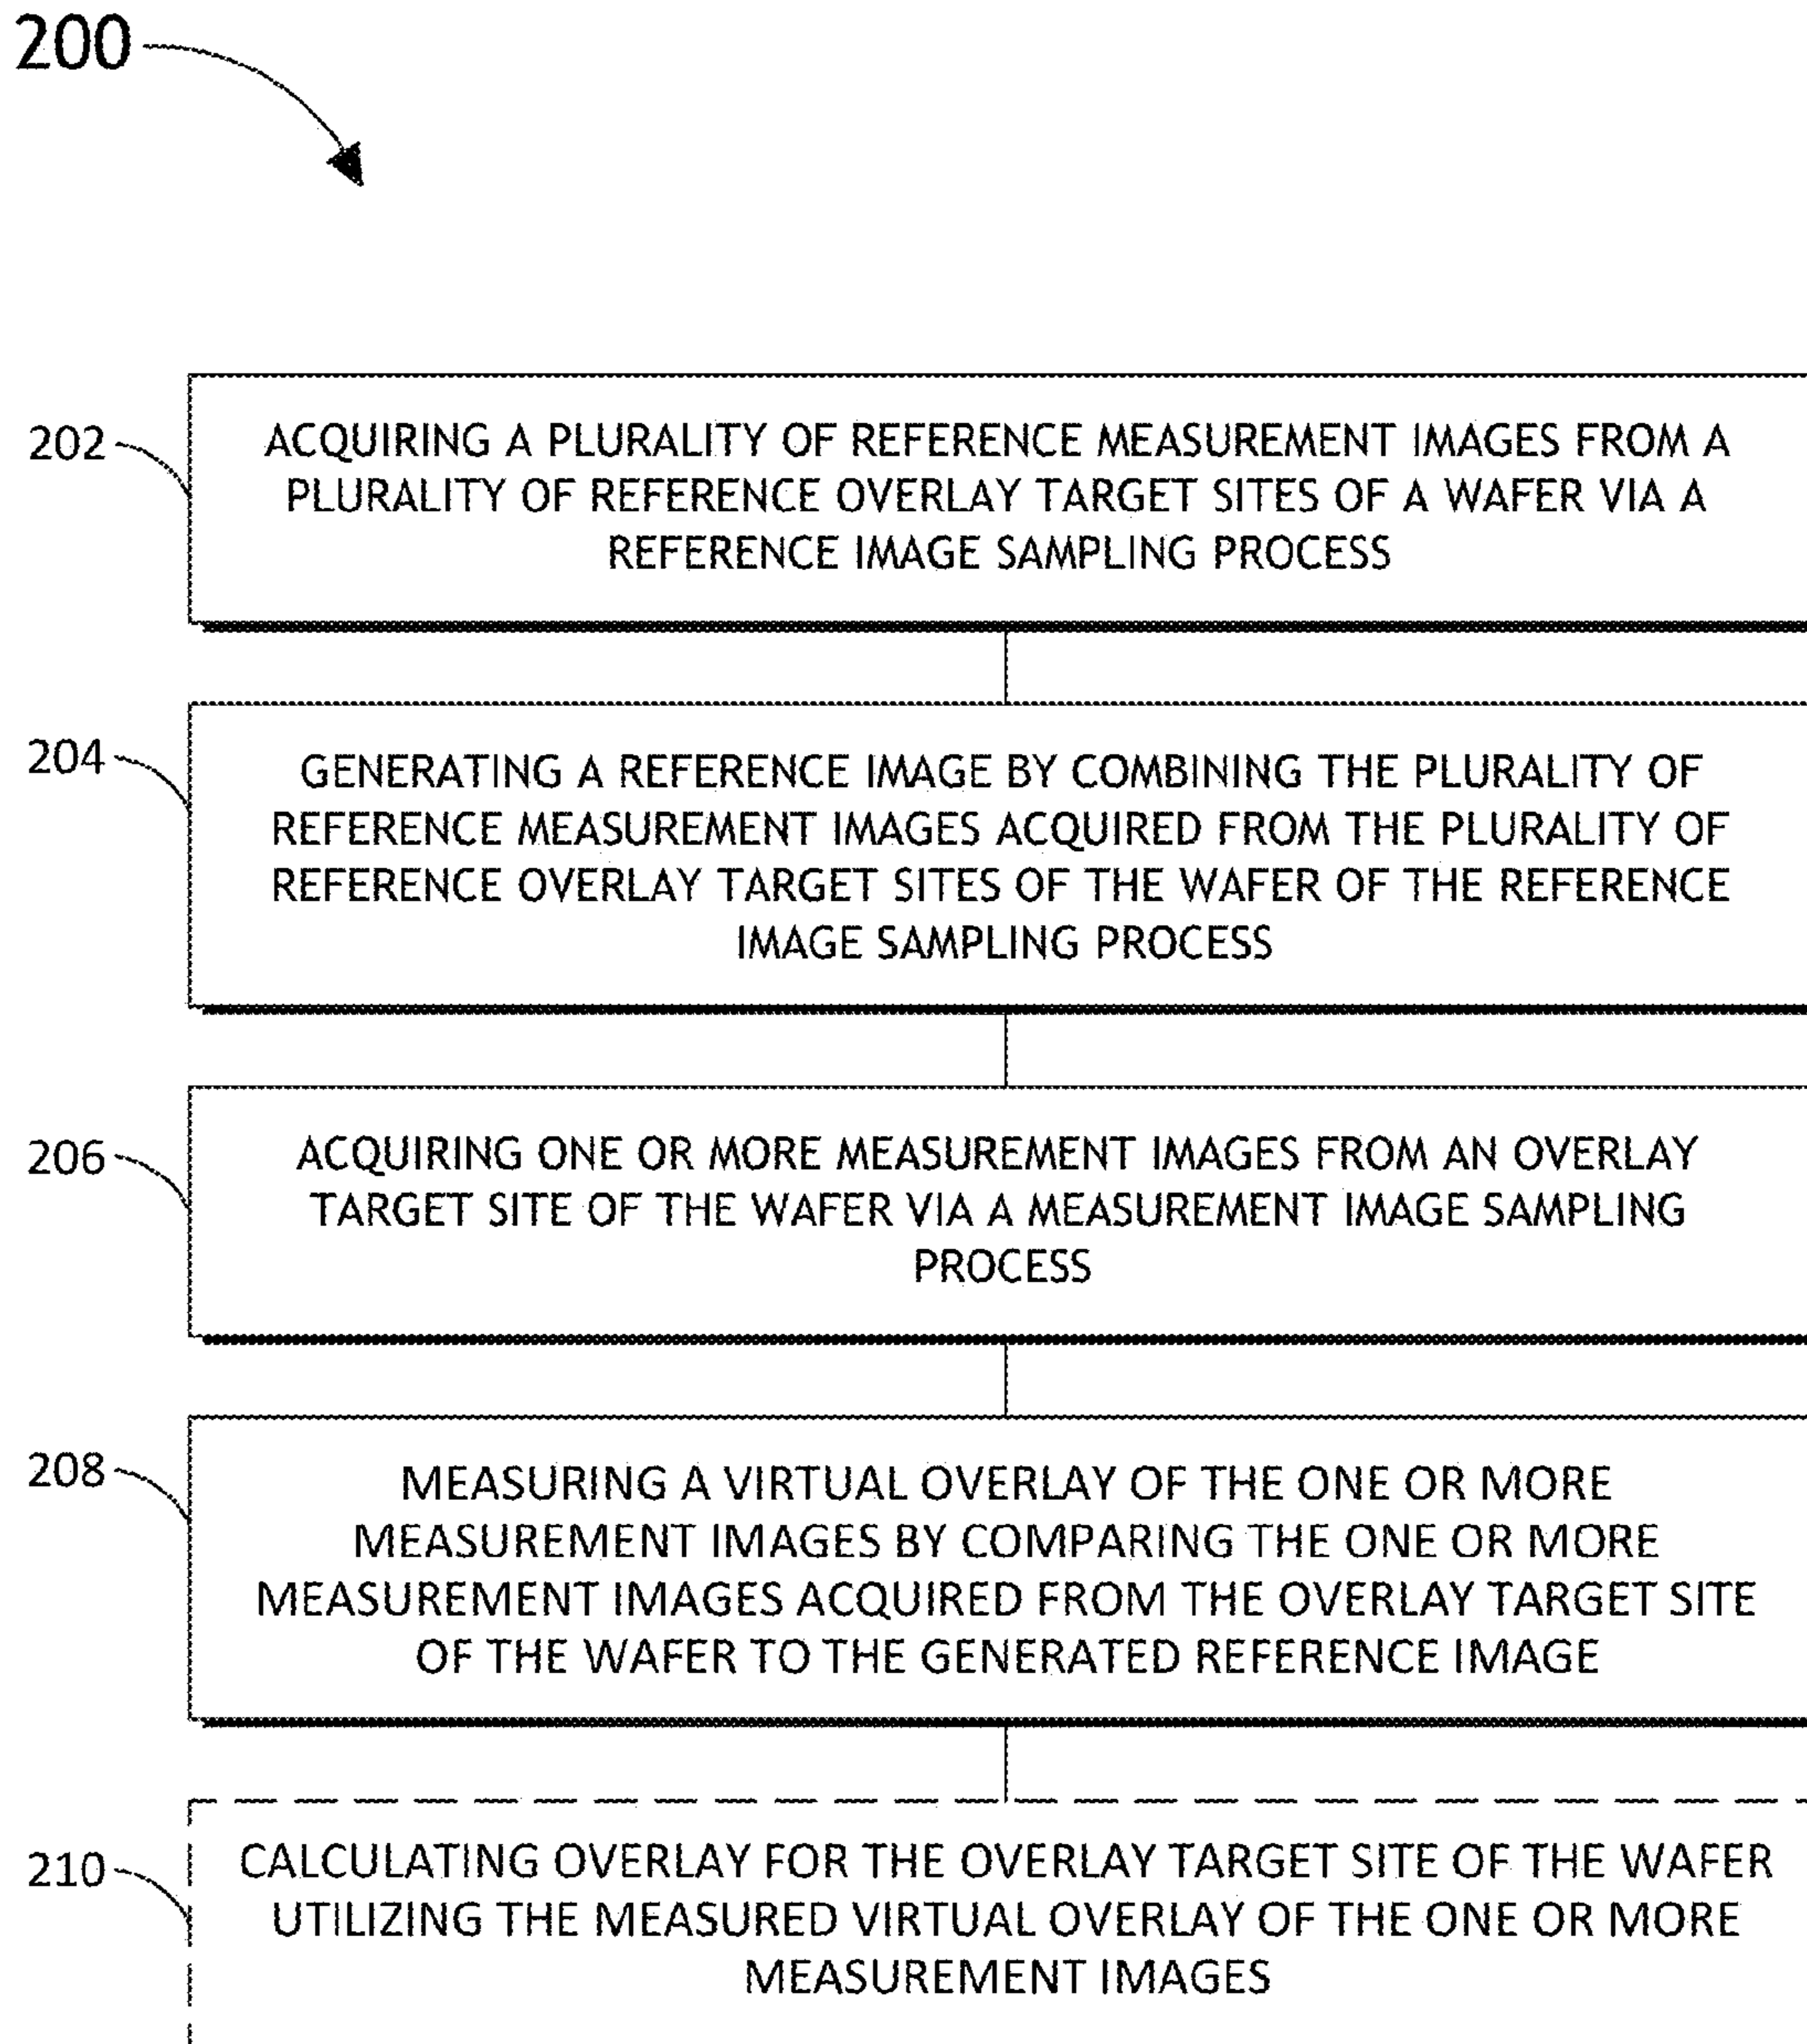 200
202
ACQUIRING A PLURALITY OF REFERENCE MEASUREMENT IMAGES FROM A
PLURALITY OF REFERENCE OVERLAY TARGET SITES OF A WAFER VIA A
REFERENCE IMAGE SAMPLING PROCESS
204
GENERATING A REFERENCE IMAGE BY COMBINING THE PLURALITY OF
REFERENCE MEASUREMENT IMAGES ACQUIRED FROM THE PLURALITY OF
REFERENCE OVERLAY TARGET SITES OF THE WAFER OF THE REFERENCE
IMAGE SAMPLING PROCESS
206
ACQUIRING ONE OR MORE MEASUREMENT IMAGES FROM AN OVERLAY
TARGET SITE OF THE WAFER VIA A MEASUREMENT IMAGE SAMPLING
PROCESS
208
MEASURING A VIRTUAL OVERLAY OF THE ONE OR MORE
MEASUREMENT IMAGES BY COMPARING THE ONE OR MORE
MEASUREMENT IMAGES ACQUIRED FROM THE OVERLAY TARGET SITE
OF THE WAFER TO THE GENERATED REFERENCE IMAGE
210
CALCULATING OVERLAY FOR THE OVERLAY TARGET SITE OF THE WAFER
UTILIZING THE MEASURED VIRTUAL OVERLAY OF THE ONE OR MORE
MEASUREMENT IMAGES